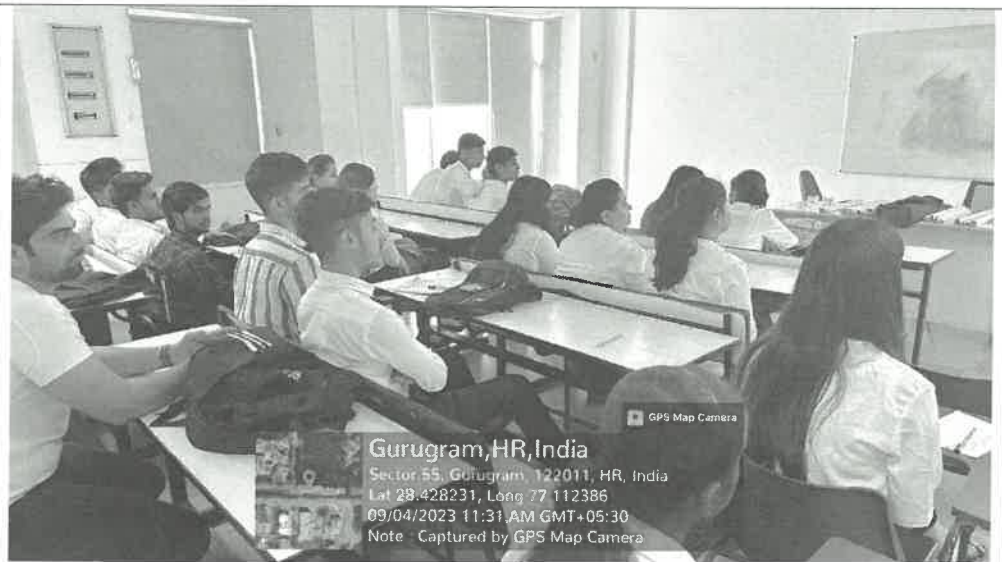 GPS Map Camera
Gurugram,HR,India
Sector 55, Gurugram, 122011, HR, India
Lat 28.428231, Long 77.112386
09/04/2023 11:31 AM GMT+05:30
Note : Captured by GPS Map Camera